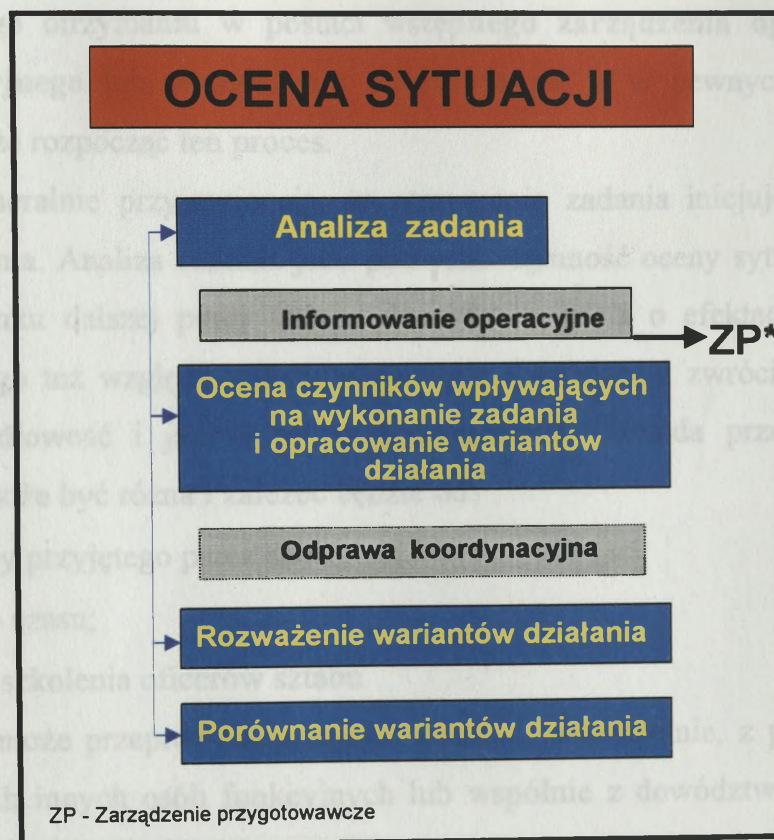 OCENA SYTUACJI
Analiza zadania
Informowanie operacyjne
ZP*
Ocena czynników wpływających
na wykonanie zadania
i opracowanie wariantów
działania
Odprawa koordynacyjna
Rozważenie wariantów działania
Porównanie wariantów działania
ZP - Zarządzenie przygotowawcze